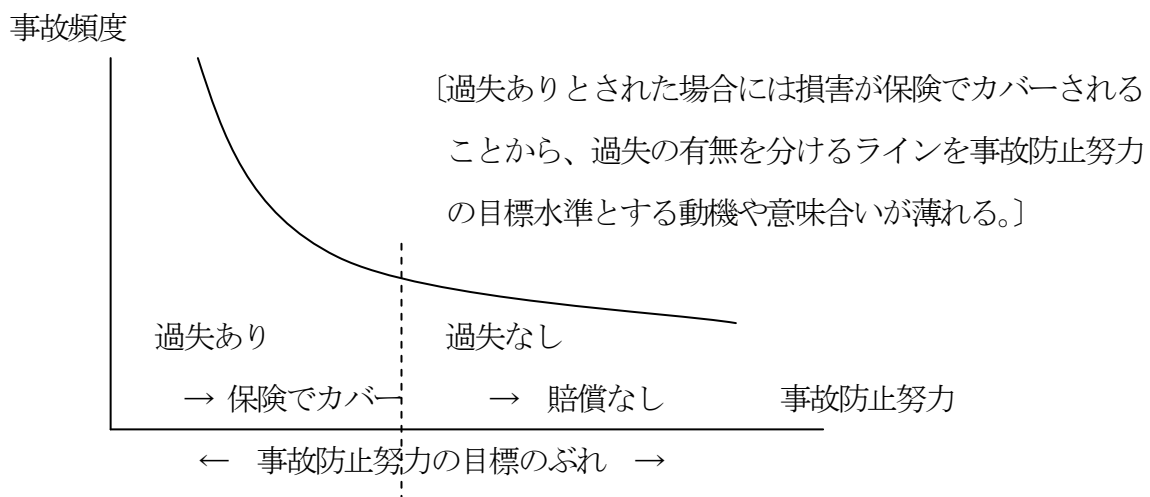 事故頻度
〔過失ありとされた場合には損害が保険でカバーされる
ことから、過失の有無を分けるラインを事故防止努力
の目標水準とする動機や意味合いが薄れる。〕
過失あり 過失なし
→ 保険でカバー → 賠償なし 事故防止努力
← 事故防止努力の目標のぶれ →